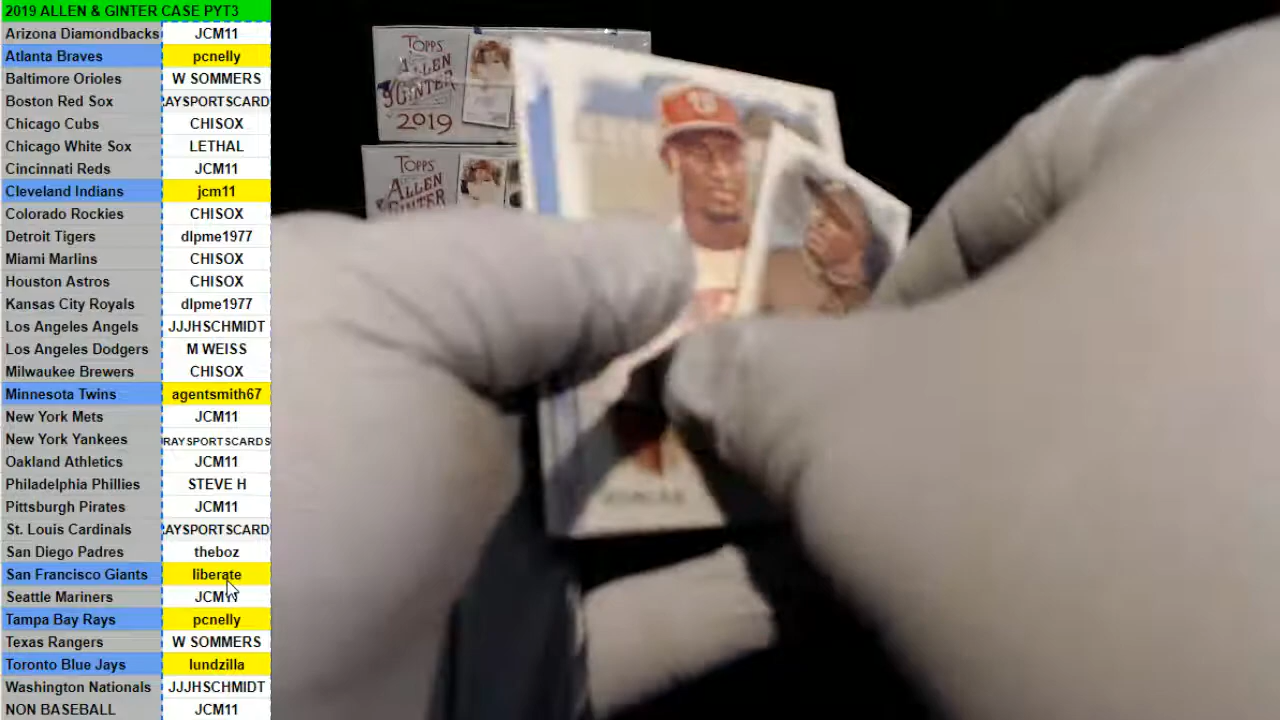 2019 ALLEN & GINTER CASE PYT3
Arizona Diamondbacks JCM11
Atlanta Braves pcnelly
Baltimore Orioles W SOMMERS
Boston Red Sox AYSPORTSCARD
Chicago Cubs CHISOX
Chicago White Sox LETHAL
Cincinnati Reds JCM11
Cleveland Indians jcm11
Colorado Rockies CHISOX
Detroit Tigers dlpme1977
Miami Marlins CHISOX
Houston Astros CHISOX
Kansas City Royals dlpme1977
Los Angeles Angels JJJHSCHMIDT
Los Angeles Dodgers M WEISS
Milwaukee Brewers CHISOX
Minnesota Twins agentsmith67
New York Mets JCM11
New York Yankees RAYSPORTSCARDS
Oakland Athletics JCM11
Philadelphia Phillies STEVE H
Pittsburgh Pirates JCM11
St. Louis Cardinals AYSPORTSCARD
San Diego Padres theboz
San Francisco Giants liberate
Seattle Mariners JCM11
Tampa Bay Rays pcnelly
Texas Rangers W SOMMERS
Toronto Blue Jays lundzilla
Washington Nationals JJJHSCHMIDT
NON BASEBALL JCM11
TOPPS
ALLEN
& GINTER
2019
TOPPS
ALLEN
& GINTER